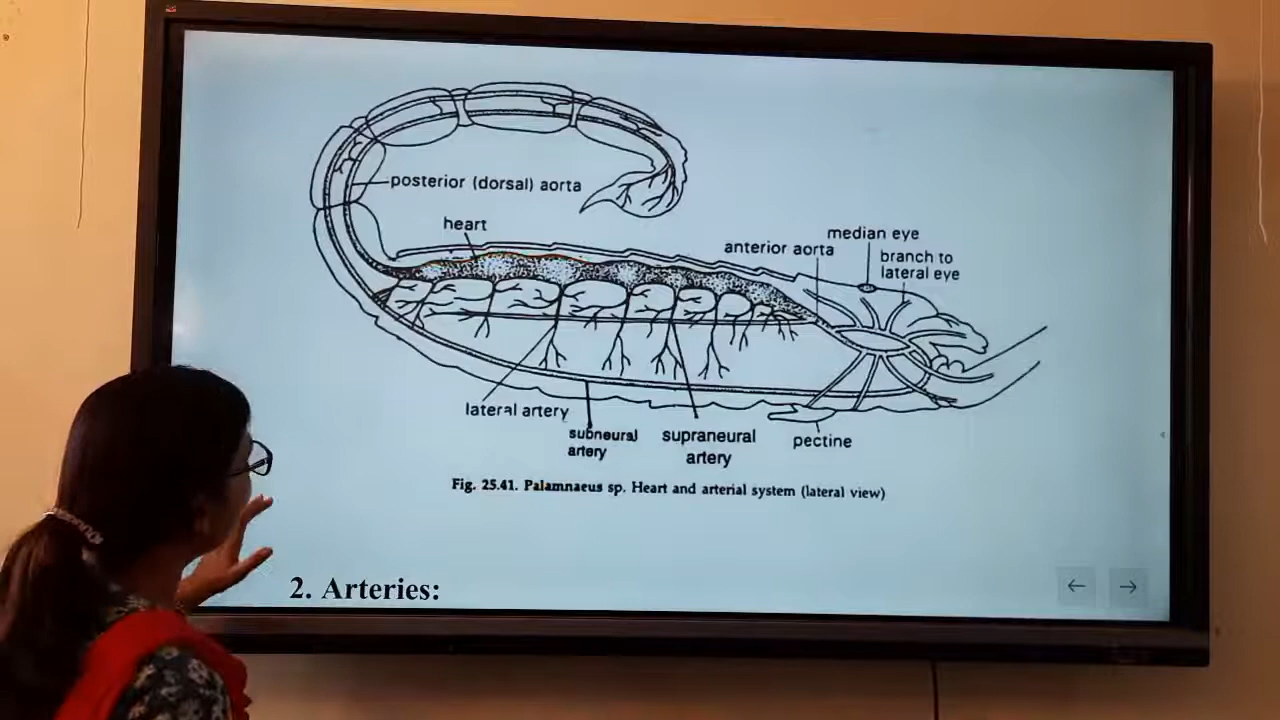 posterior (dorsal) aorta
heart
median eye
anterior aorta
branch to
lateral eye
lateral artery
subneural
artery
supraneural
artery
pectine
Fig. 25.41. Palamnaeus sp. Heart and arterial system (lateral view)
2. Arteries: